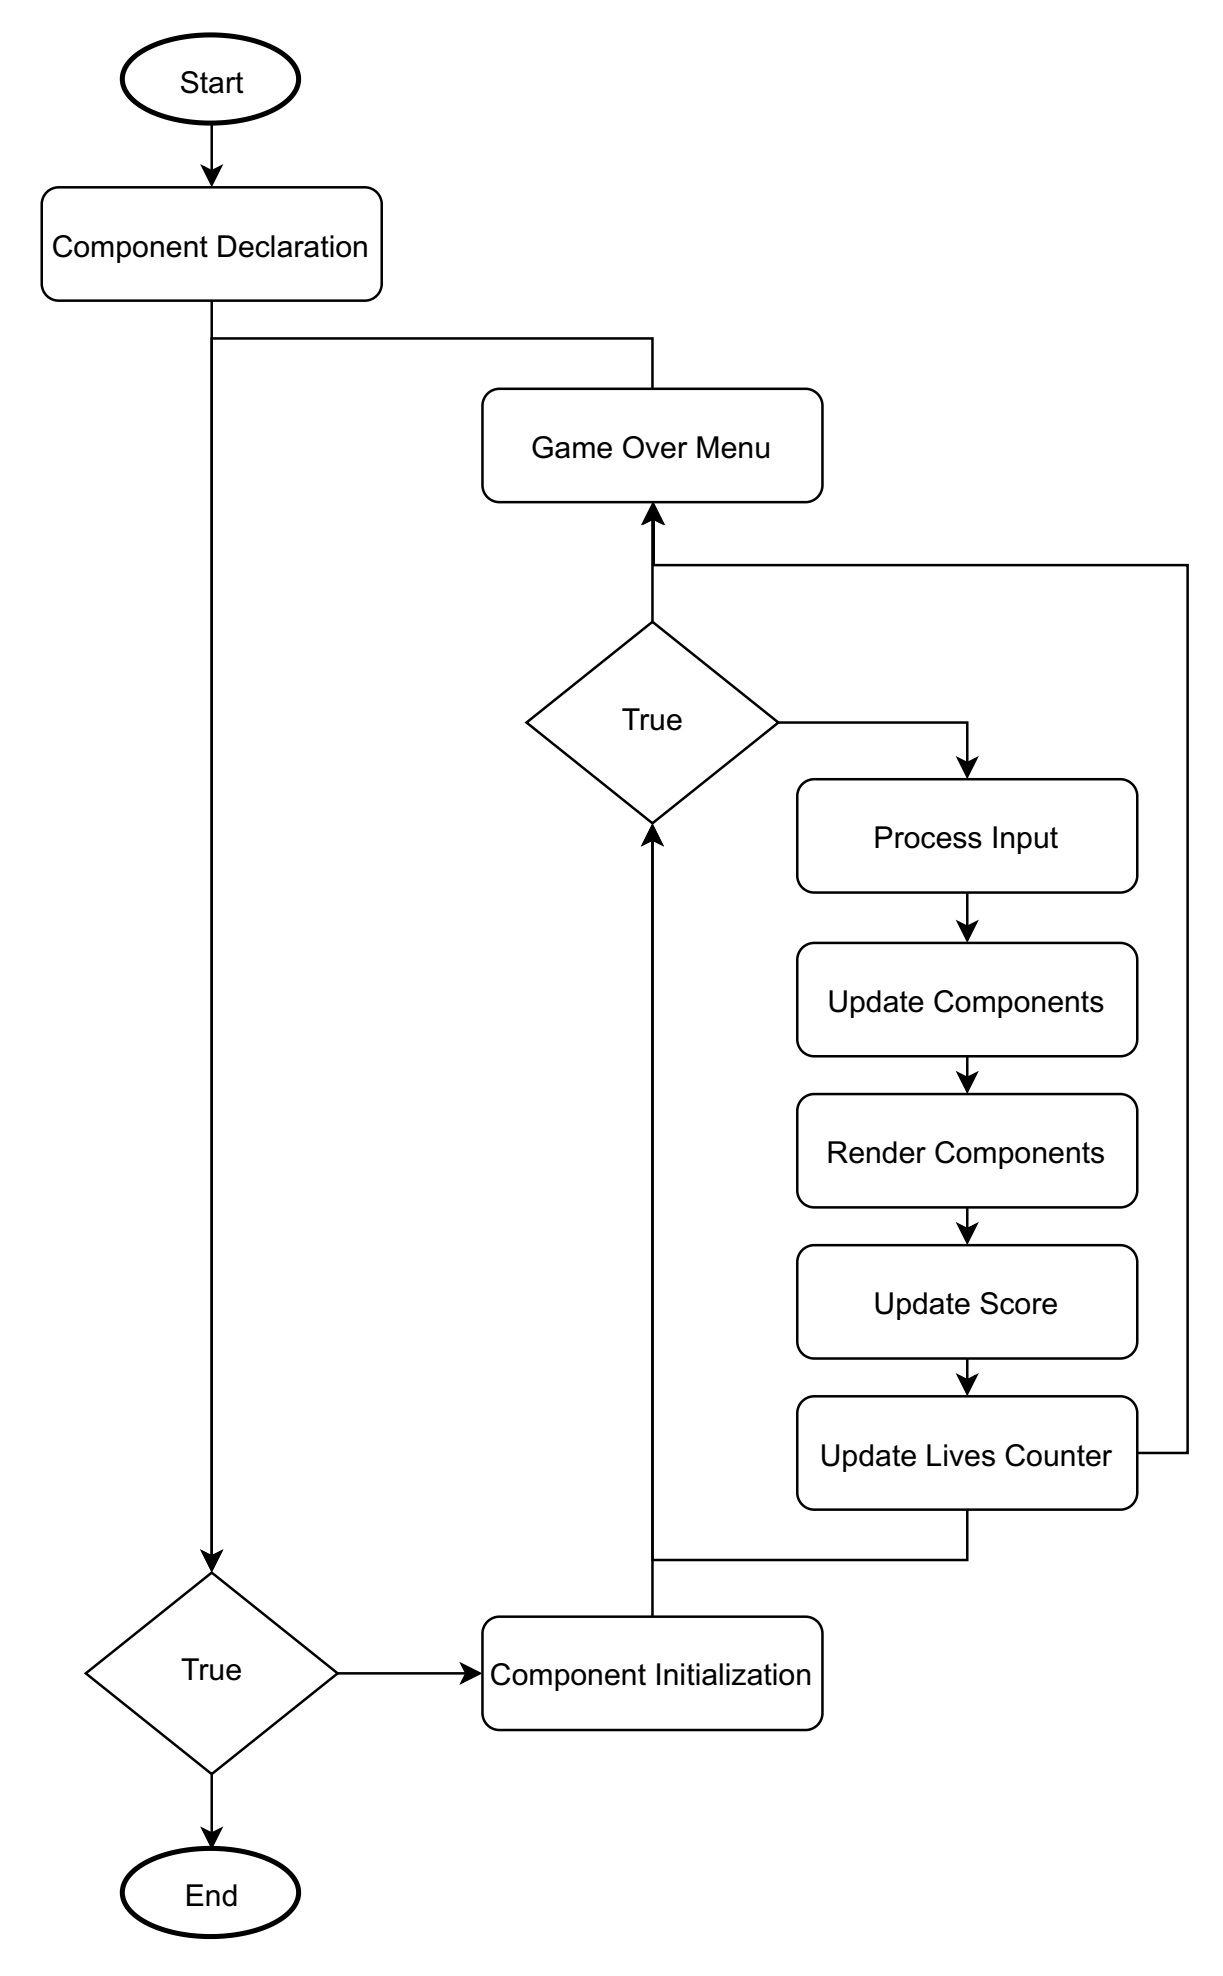 Start
Component Declaration
Game Over Menu
True
Process Input
Update Components
Render Components
Update Score
Update Lives Counter
True
Component Initialization
End